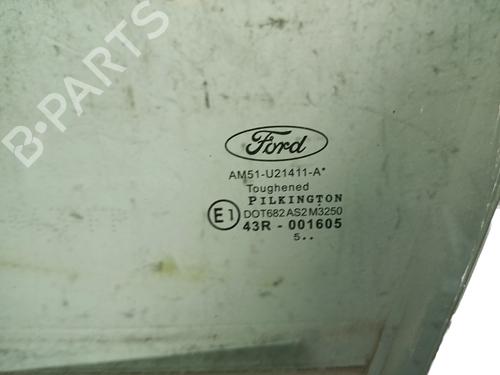 B-PARTS
Ford
AM51-U21411-A*
Toughened
PILKINGTON
E1 DOT682 AS2 M3250
43R - 001605
5..